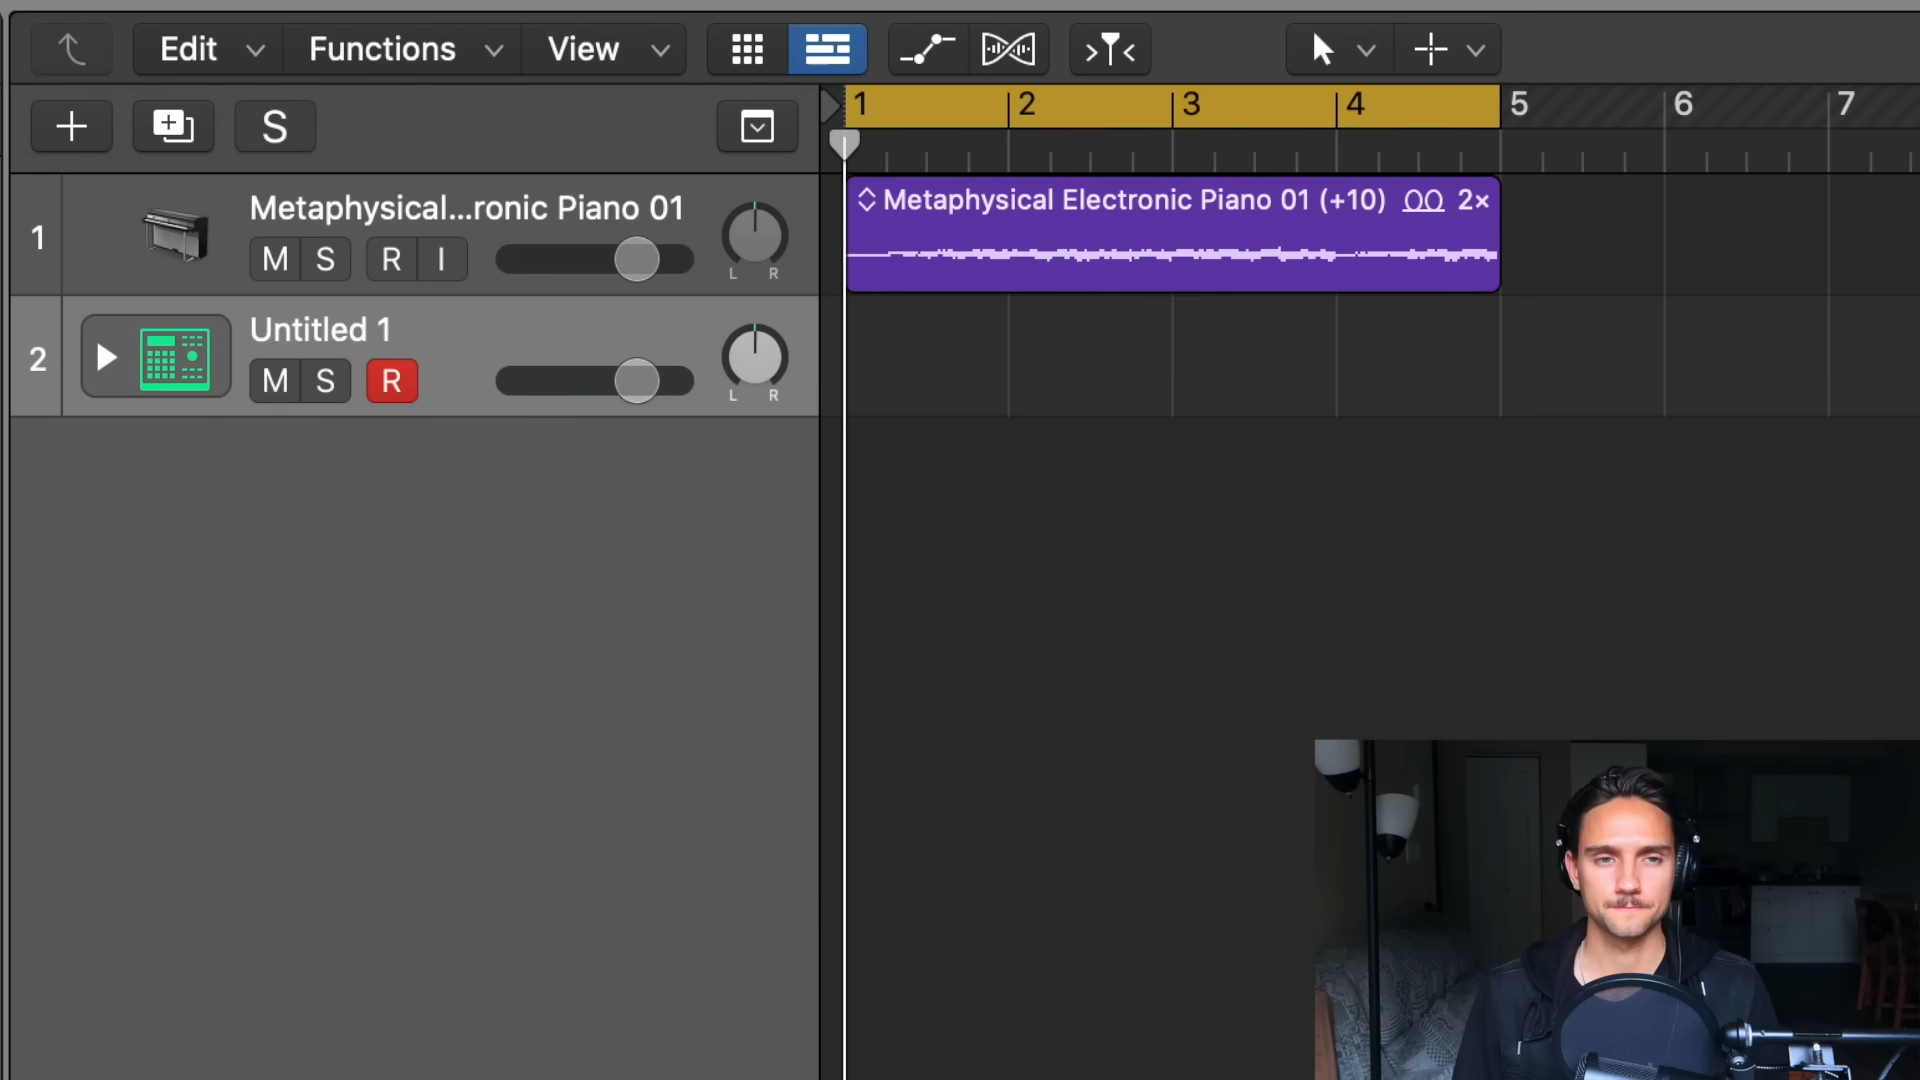 Edit Functions View
1 2 3 4 5 6 7
S
1 Metaphysical...ronic Piano 01
M S R I
L R
Metaphysical Electronic Piano 01 (+10) 2×
2 Untitled 1
M S R
L R